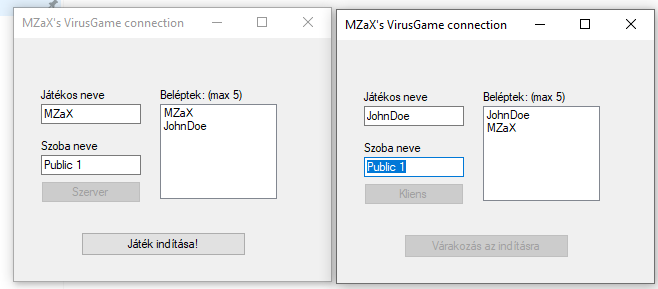 MZaX's VirusGame connection
Játékos neve
MZaX
Szoba neve
Public 1
Szerver
Beléptek: (max 5)
MZaX
JohnDoe
Játék indítása!
MZaX's VirusGame connection
Játékos neve
JohnDoe
Szoba neve
Public 1
Kliens
Beléptek: (max 5)
JohnDoe
MZaX
Várakozás az indításra